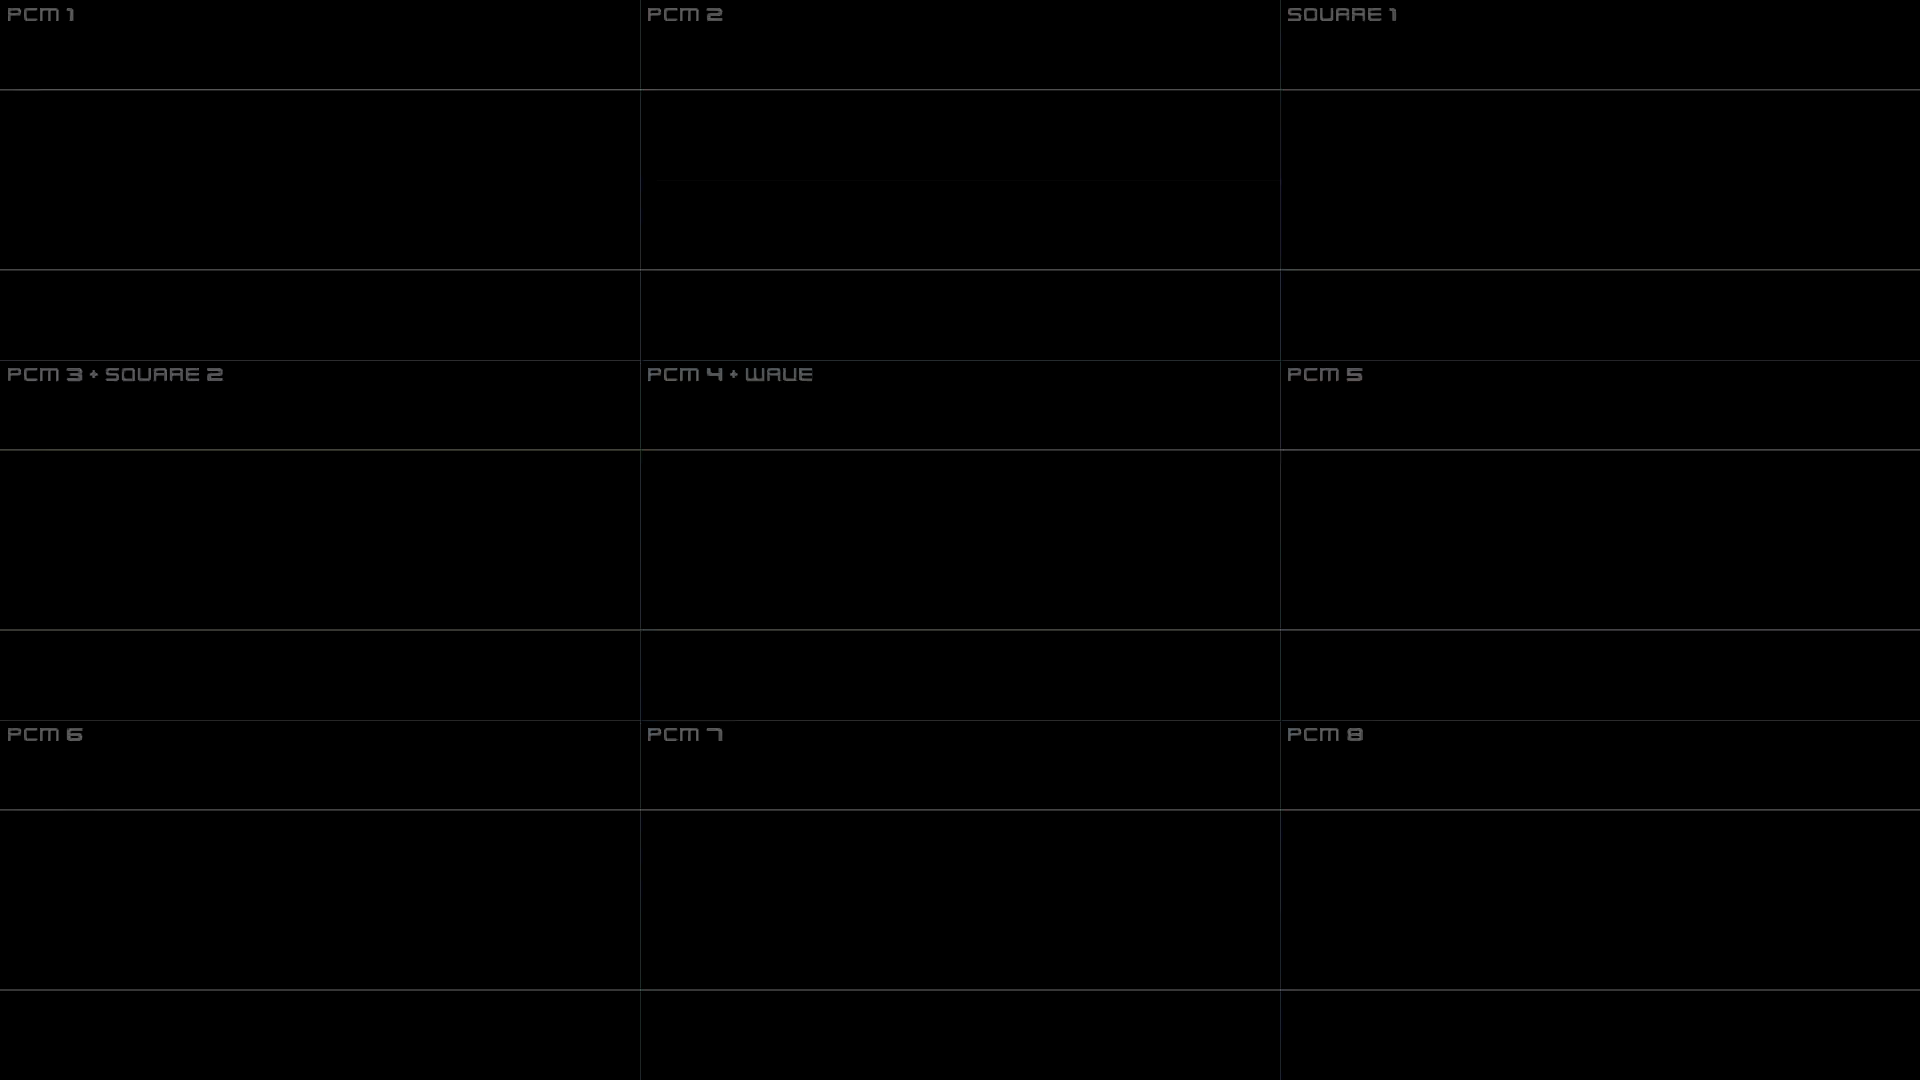 PCM 1
PCM 2
SQUARE 1
PCM 3 + SQUARE 2
PCM 4 + WAVE
PCM 5
PCM 6
PCM 7
PCM 8